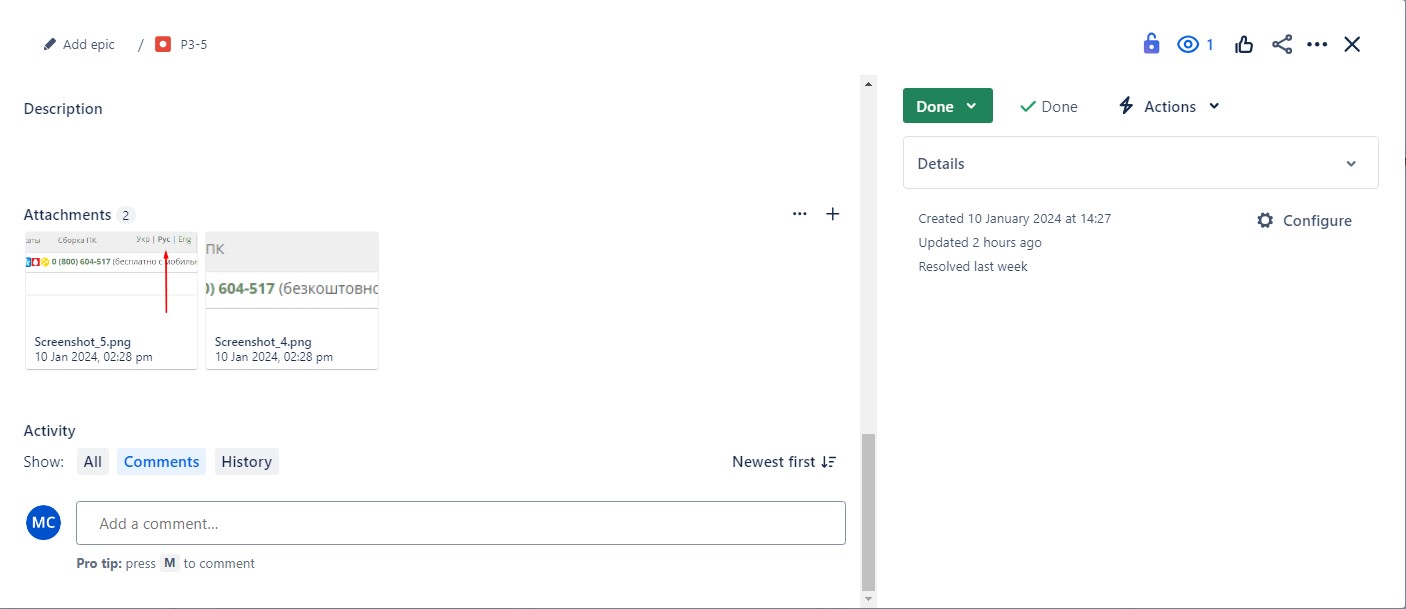 Add epic / P3-5
1
Description
Attachments 2
Сборка ПК Укр | Рус | Eng
0 (800) 604-517 (бесплатно с мобильн
Screenshot_5.png
10 Jan 2024, 02:28 pm
ПК
0) 604-517 (безкоштовно
Screenshot_4.png
10 Jan 2024, 02:28 pm
Activity
Show: All Comments History
Newest first
MC
Add a comment...
Pro tip: press M to comment
Done
Done
Actions
Details
Created 10 January 2024 at 14:27
Updated 2 hours ago
Resolved last week
Configure